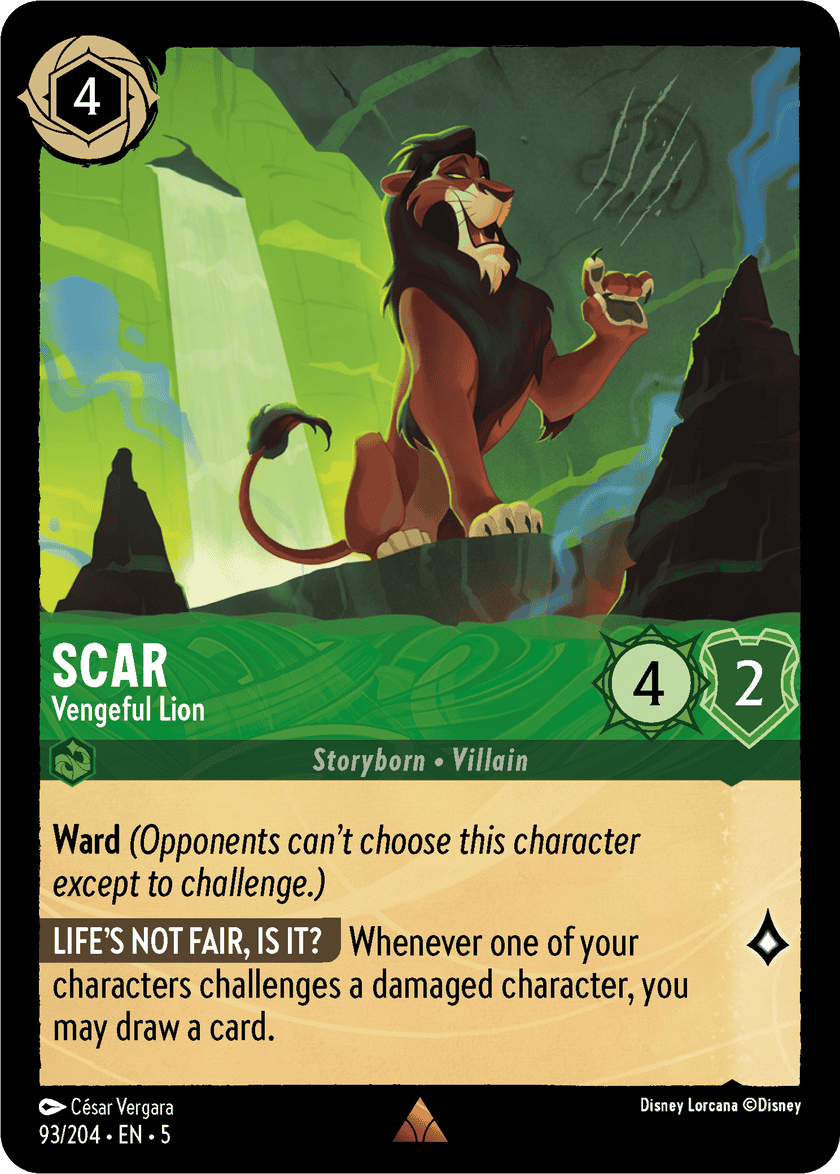 4
SCAR
Vengeful Lion
4
2
Storyborn • Villain
Ward (Opponents can't choose this character
except to challenge.)
LIFE'S NOT FAIR, IS IT? Whenever one of your
characters challenges a damaged character, you
may draw a card.
César Vergara
Disney Lorcana ©Disney
93/204 • EN • 5